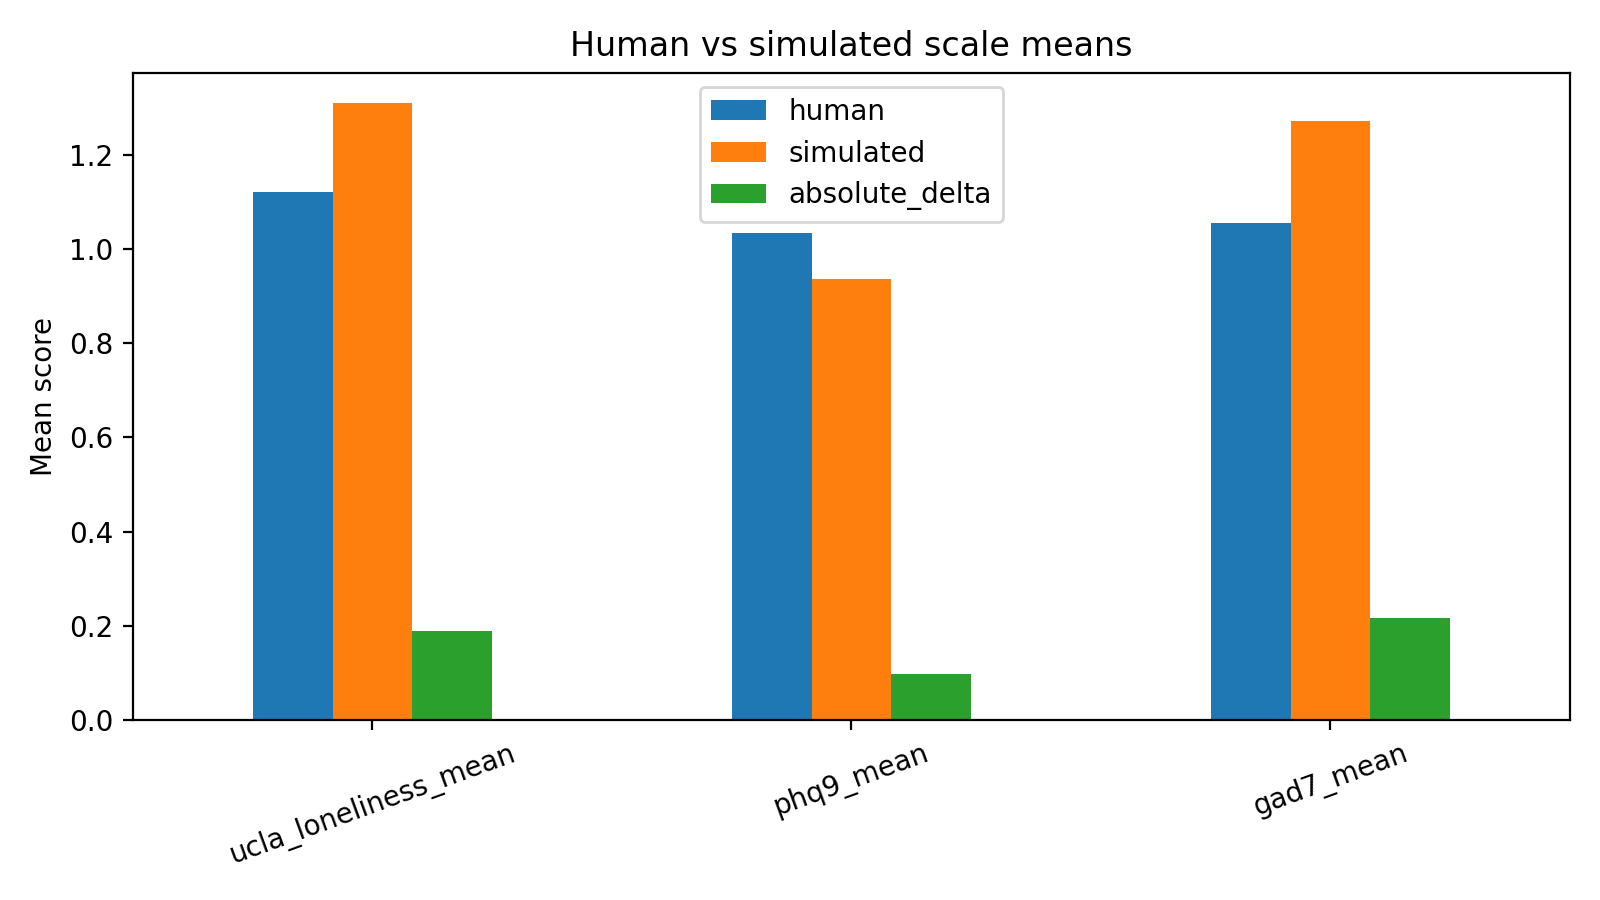 Human vs simulated scale means
human
simulated
absolute_delta
Mean score
1.2
1.0
0.8
0.6
0.4
0.2
0.0
ucla_loneliness_mean
phq9_mean
gad7_mean